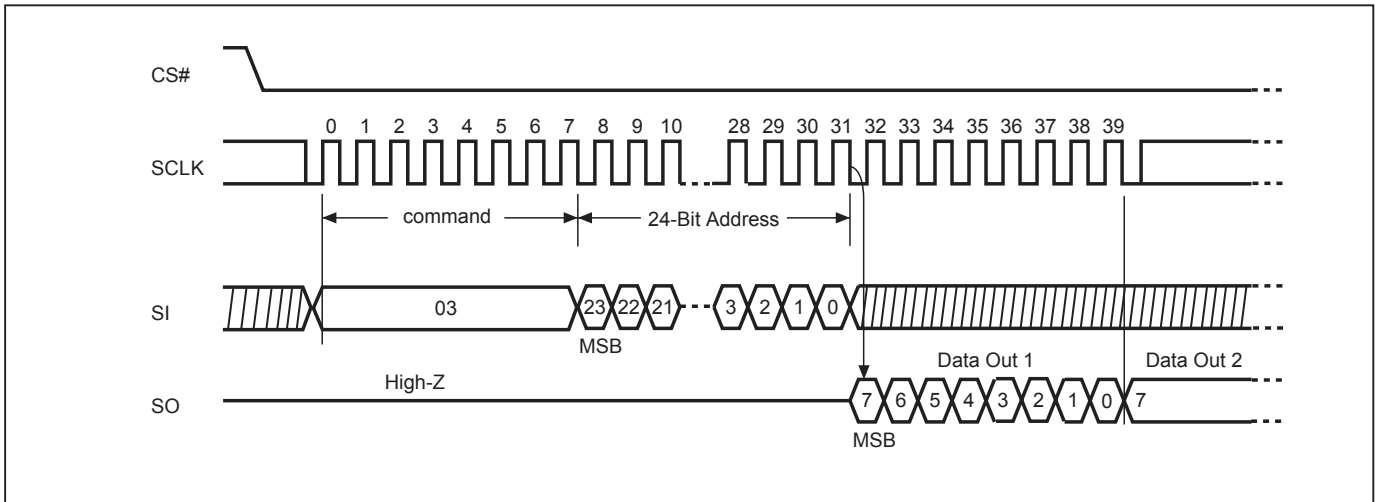 CS#
0 1 2 3 4 5 6 7 8 9 10 28 29 30 31 32 33 34 35 36 37 38 39
SCLK
command 24-Bit Address
SI 03 23 22 21 3 2 1 0
MSB
Data Out 1 Data Out 2
High-Z
SO 7 6 5 4 3 2 1 0 7
MSB